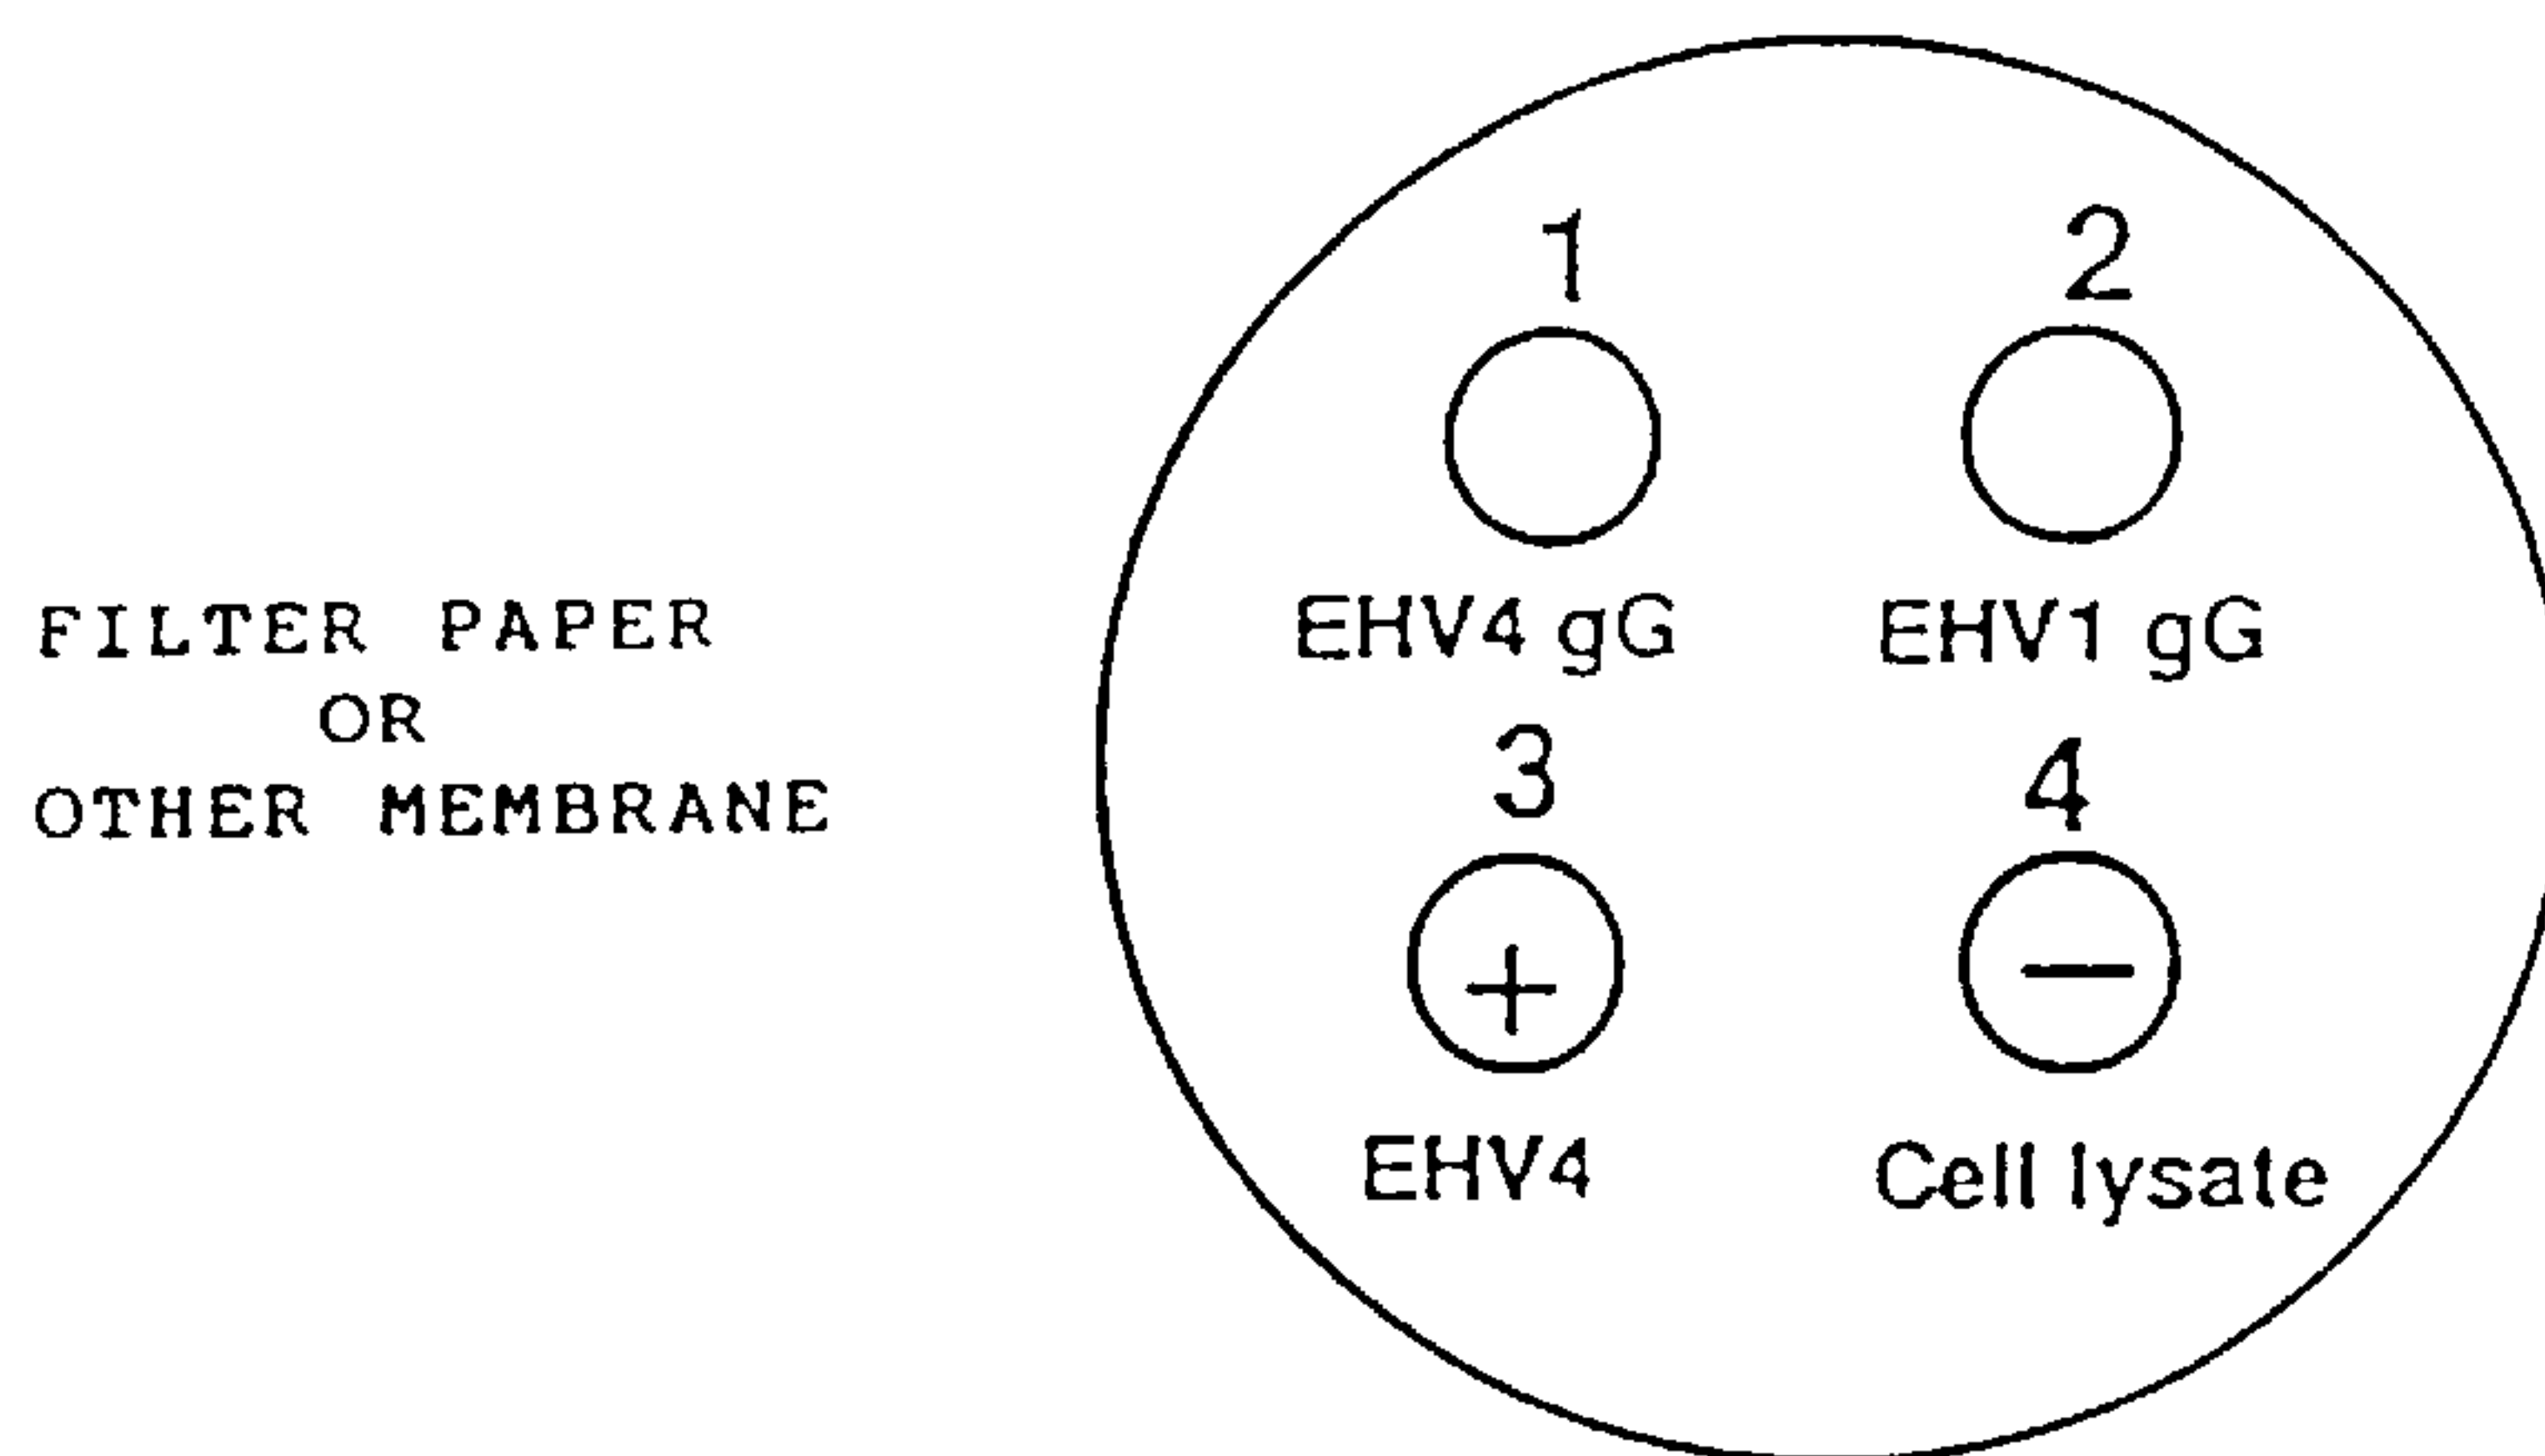 FILTER PAPER
OR
OTHER MEMBRANE
1 2
EHV4 gG EHV1 gG
3 4
+ −
EHV4 Cell lysate